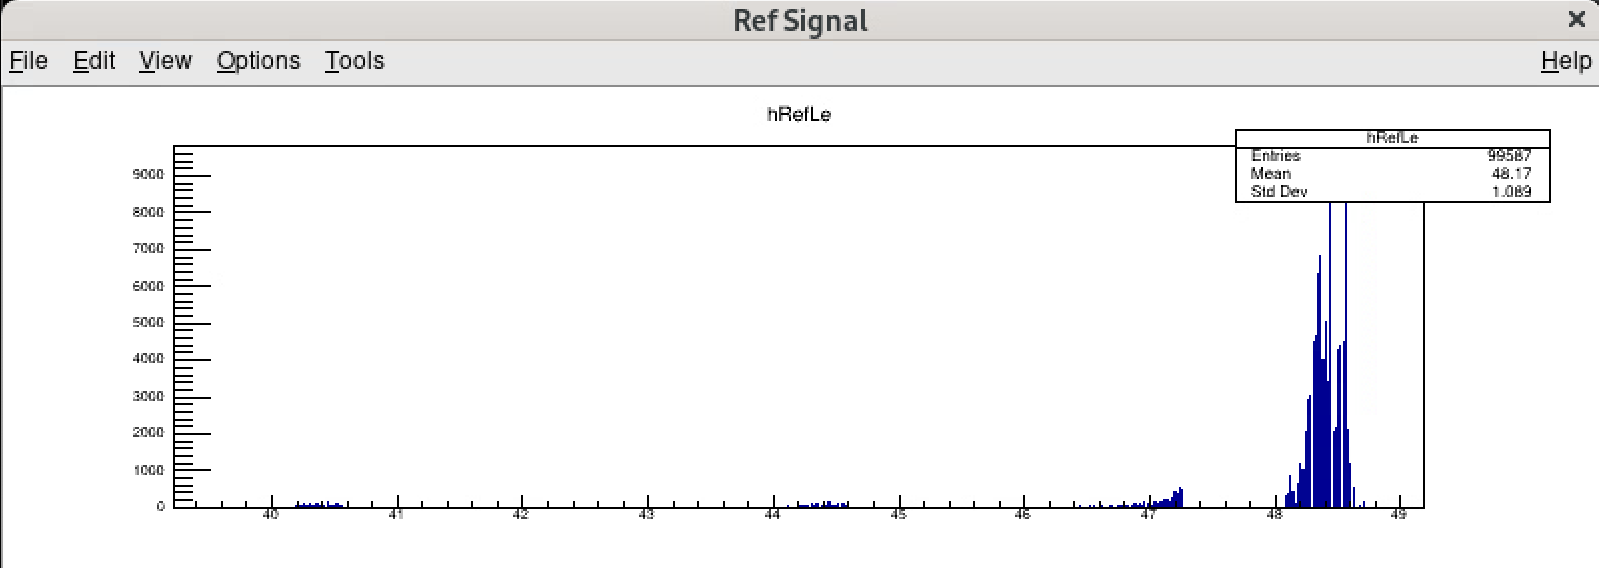 Ref Signal
File Edit View Options Tools Help
hRefLe
hRefLe
Entries 99587
Mean 48.17
Std Dev 1.089
9000
8000
7000
6000
5000
4000
3000
2000
1000
0
40 41 42 43 44 45 46 47 48 49